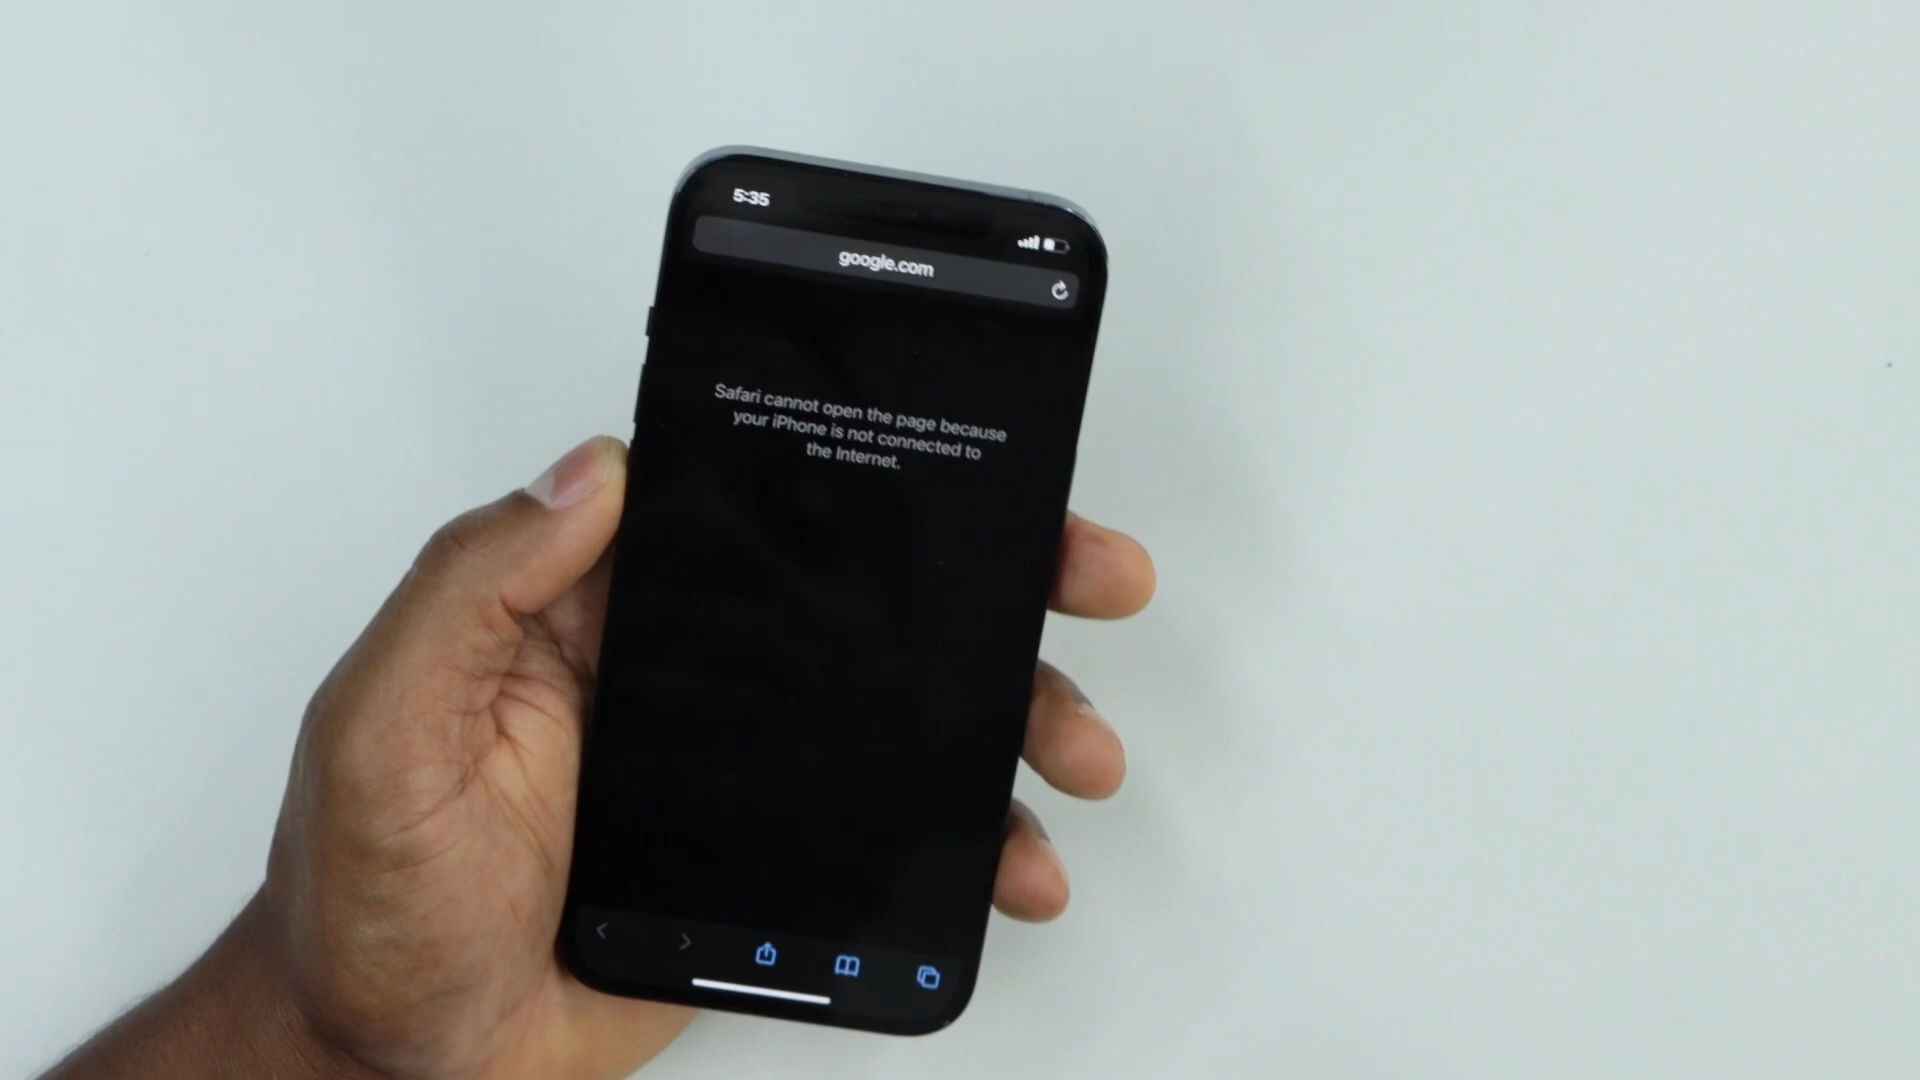 5:35
google.com
Safari cannot open the page because
your iPhone is not connected to
the Internet.